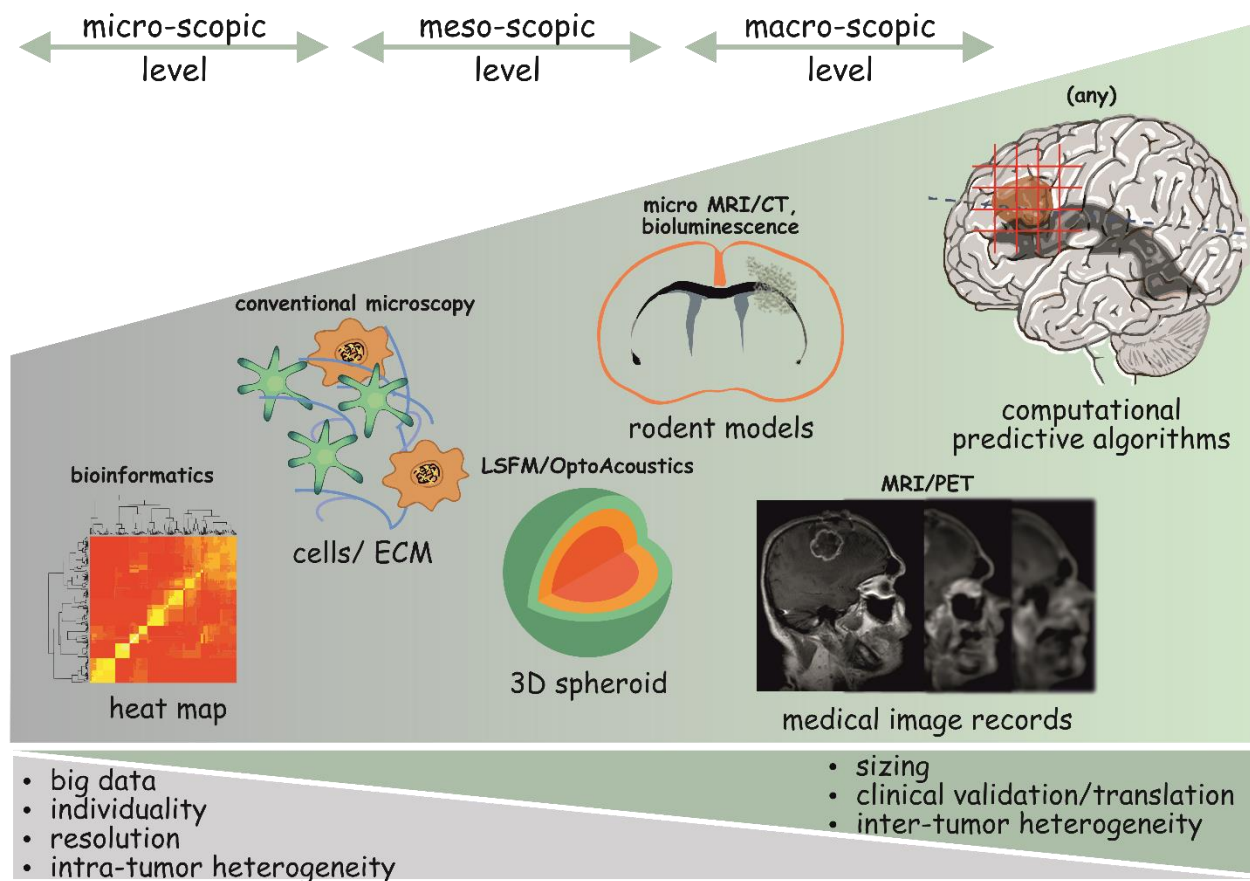 micro-scopic
level
meso-scopic
level
macro-scopic
level
(any)
computational
predictive algorithms
micro MRI/CT,
bioluminescence
rodent models
conventional microscopy
cells/ ECM
LSFM/OptoAcoustics
3D spheroid
MRI/PET
medical image records
bioinformatics
heat map
• big data
• individuality
• resolution
• intra-tumor heterogeneity
• sizing
• clinical validation/translation
• inter-tumor heterogeneity